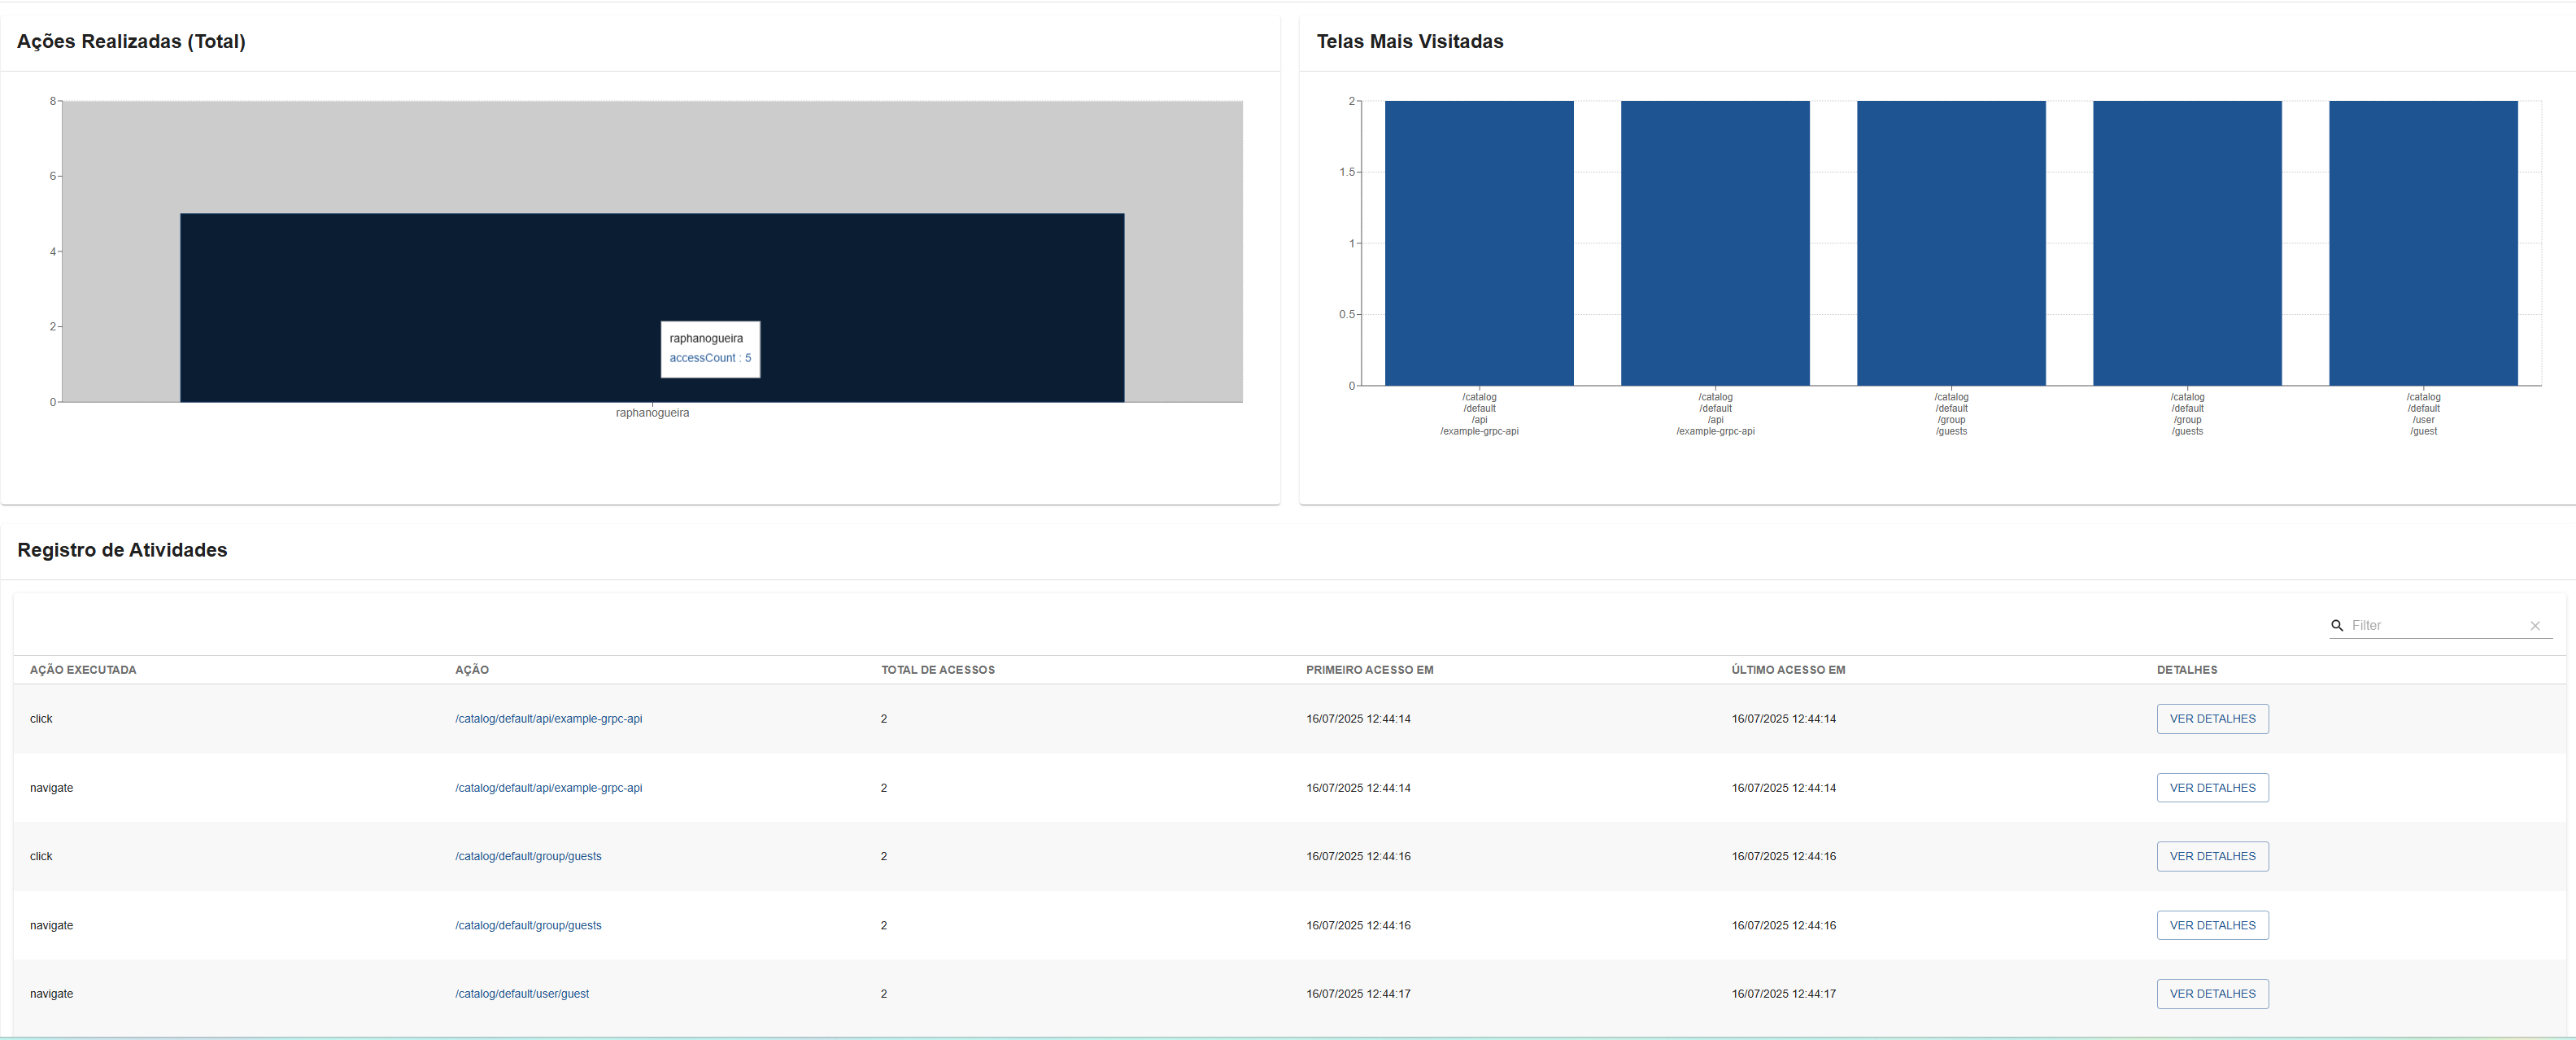 Ações Realizadas (Total)
8
6
4
2
0
raphanogueira
accessCount : 5
raphanogueira
Telas Mais Visitadas
2
1.5
1
0.5
0
/catalog
/default
/api
/example-grpc-api
/catalog
/default
/api
/example-grpc-api
/catalog
/default
/group
/guests
/catalog
/default
/group
/guests
/catalog
/default
/user
/guest
Registro de Atividades
Filter
AÇÃO EXECUTADA AÇÃO TOTAL DE ACESSOS PRIMEIRO ACESSO EM ÚLTIMO ACESSO EM DETALHES
click /catalog/default/api/example-grpc-api 2 16/07/2025 12:44:14 16/07/2025 12:44:14 VER DETALHES
navigate /catalog/default/api/example-grpc-api 2 16/07/2025 12:44:14 16/07/2025 12:44:14 VER DETALHES
click /catalog/default/group/guests 2 16/07/2025 12:44:16 16/07/2025 12:44:16 VER DETALHES
navigate /catalog/default/group/guests 2 16/07/2025 12:44:16 16/07/2025 12:44:16 VER DETALHES
navigate /catalog/default/user/guest 2 16/07/2025 12:44:17 16/07/2025 12:44:17 VER DETALHES